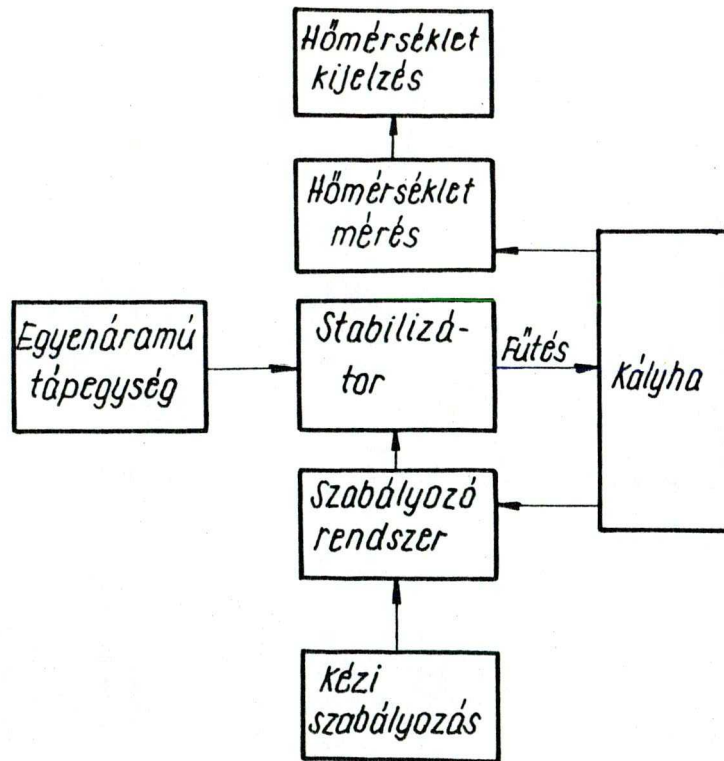 Hőmérséklet
kijelzés
Hőmérséklet
mérés
Egyenáramú
tápegység
Stabilizá-
tor
Fűtés
Kályha
Szabályozó
rendszer
Kézi
szabályozás